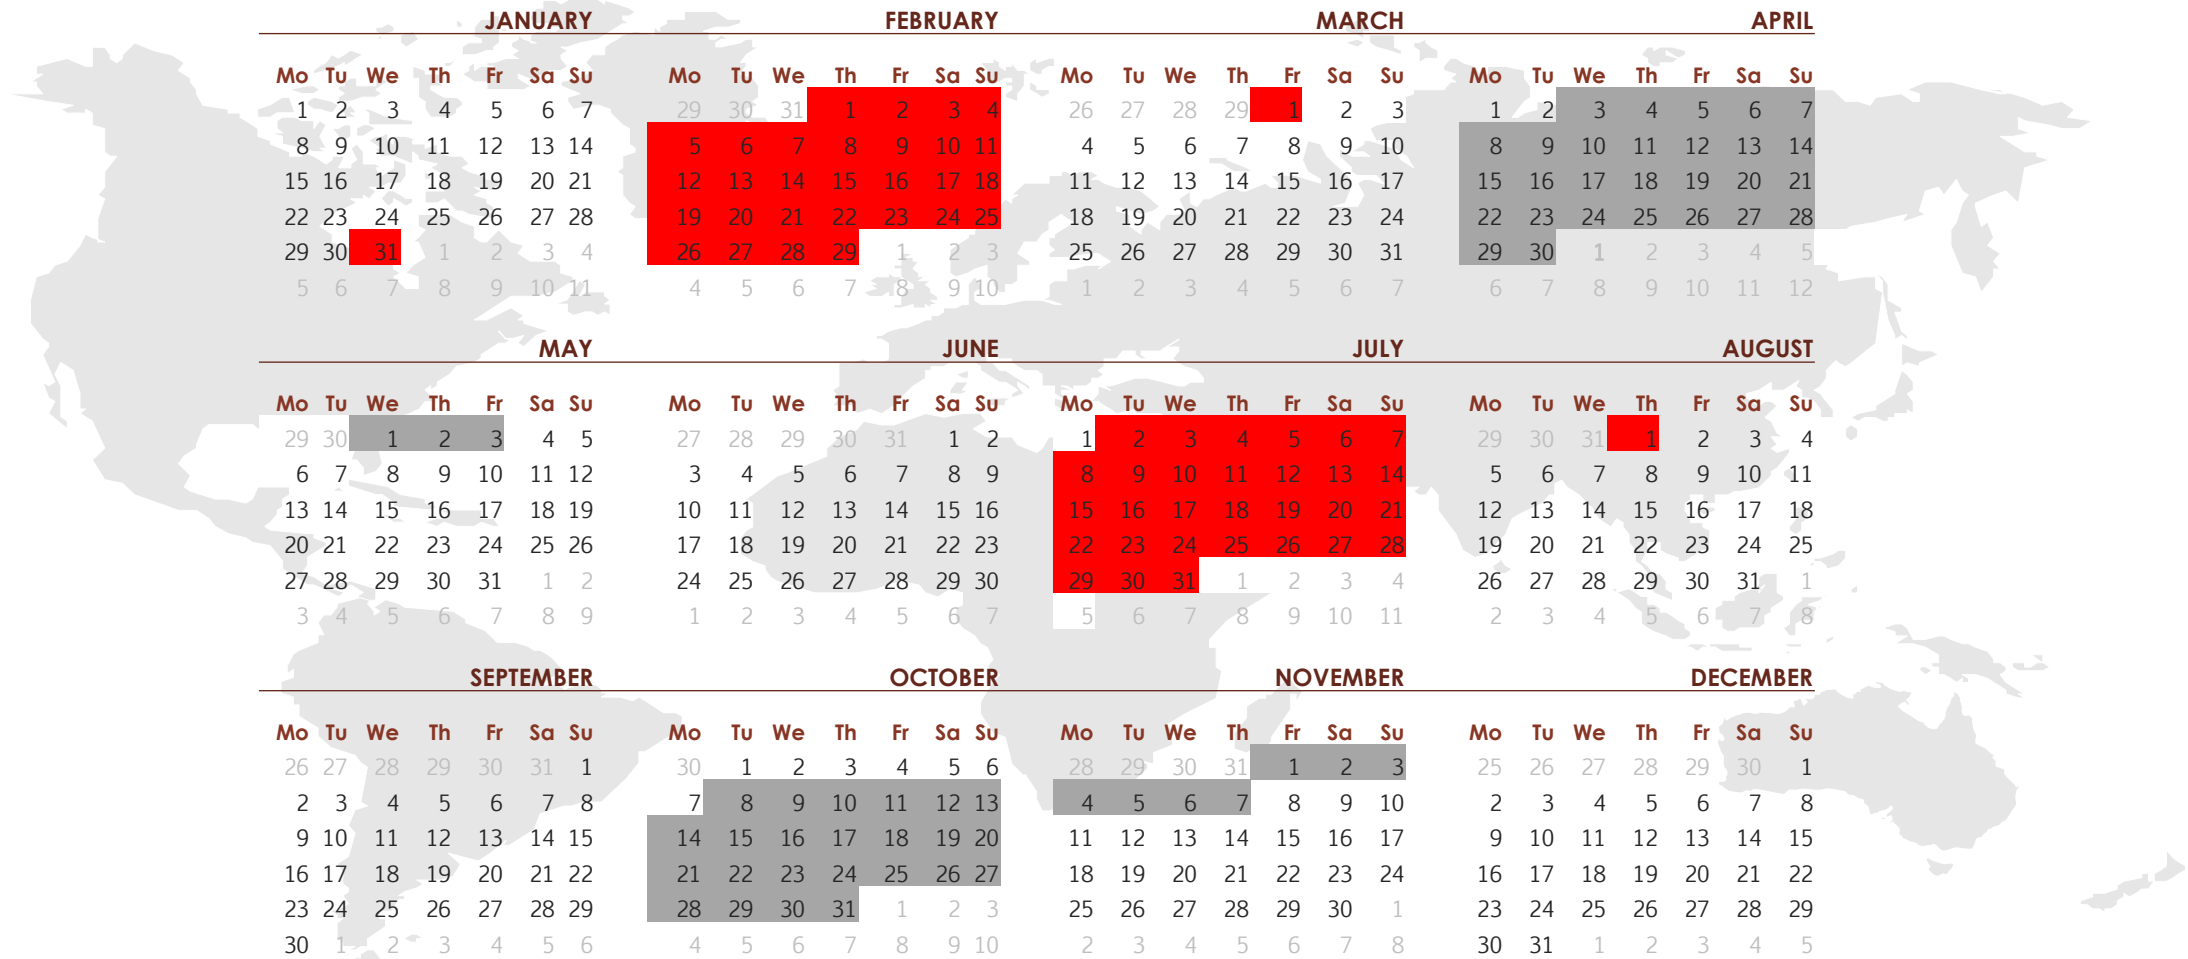 JANUARY FEBRUARY MARCH APRIL
Mo Tu We Th Fr Sa Su Mo Tu We Th Fr Sa Su Mo Tu We Th Fr Sa Su Mo Tu We Th Fr Sa Su
1 2 3 4 5 6 7 29 30 31 1 2 3 4 26 27 28 29 1 2 3 1 2 3 4 5 6 7
8 9 10 11 12 13 14 5 6 7 8 9 10 11 4 5 6 7 8 9 10 8 9 10 11 12 13 14
15 16 17 18 19 20 21 12 13 14 15 16 17 18 11 12 13 14 15 16 17 15 16 17 18 19 20 21
22 23 24 25 26 27 28 19 20 21 22 23 24 25 18 19 20 21 22 23 24 22 23 24 25 26 27 28
29 30 31 1 2 3 4 26 27 28 29 1 2 3 25 26 27 28 29 30 31 29 30 1 2 3 4 5
5 6 7 8 9 10 11 4 5 6 7 8 9 10 1 2 3 4 5 6 7 6 7 8 9 10 11 12
MAY JUNE JULY AUGUST
Mo Tu We Th Fr Sa Su Mo Tu We Th Fr Sa Su Mo Tu We Th Fr Sa Su Mo Tu We Th Fr Sa Su
29 30 1 2 3 4 5 27 28 29 30 31 1 2 1 2 3 4 5 6 7 29 30 31 1 2 3 4
6 7 8 9 10 11 12 3 4 5 6 7 8 9 8 9 10 11 12 13 14 5 6 7 8 9 10 11
13 14 15 16 17 18 19 10 11 12 13 14 15 16 15 16 17 18 19 20 21 12 13 14 15 16 17 18
20 21 22 23 24 25 26 17 18 19 20 21 22 23 22 23 24 25 26 27 28 19 20 21 22 23 24 25
27 28 29 30 31 1 2 24 25 26 27 28 29 30 29 30 31 1 2 3 4 26 27 28 29 30 31 1
3 4 5 6 7 8 9 1 2 3 4 5 6 7 5 6 7 8 9 10 11 2 3 4 5 6 7 8
SEPTEMBER OCTOBER NOVEMBER DECEMBER
Mo Tu We Th Fr Sa Su Mo Tu We Th Fr Sa Su Mo Tu We Th Fr Sa Su Mo Tu We Th Fr Sa Su
26 27 28 29 30 31 1 30 1 2 3 4 5 6 28 29 30 31 1 2 3 25 26 27 28 29 30 1
2 3 4 5 6 7 8 7 8 9 10 11 12 13 4 5 6 7 8 9 10 2 3 4 5 6 7 8
9 10 11 12 13 14 15 14 15 16 17 18 19 20 11 12 13 14 15 16 17 9 10 11 12 13 14 15
16 17 18 19 20 21 22 21 22 23 24 25 26 27 18 19 20 21 22 23 24 16 17 18 19 20 21 22
23 24 25 26 27 28 29 28 29 30 31 1 2 3 25 26 27 28 29 30 1 23 24 25 26 27 28 29
30 1 2 3 4 5 6 4 5 6 7 8 9 10 2 3 4 5 6 7 8 30 31 1 2 3 4 5